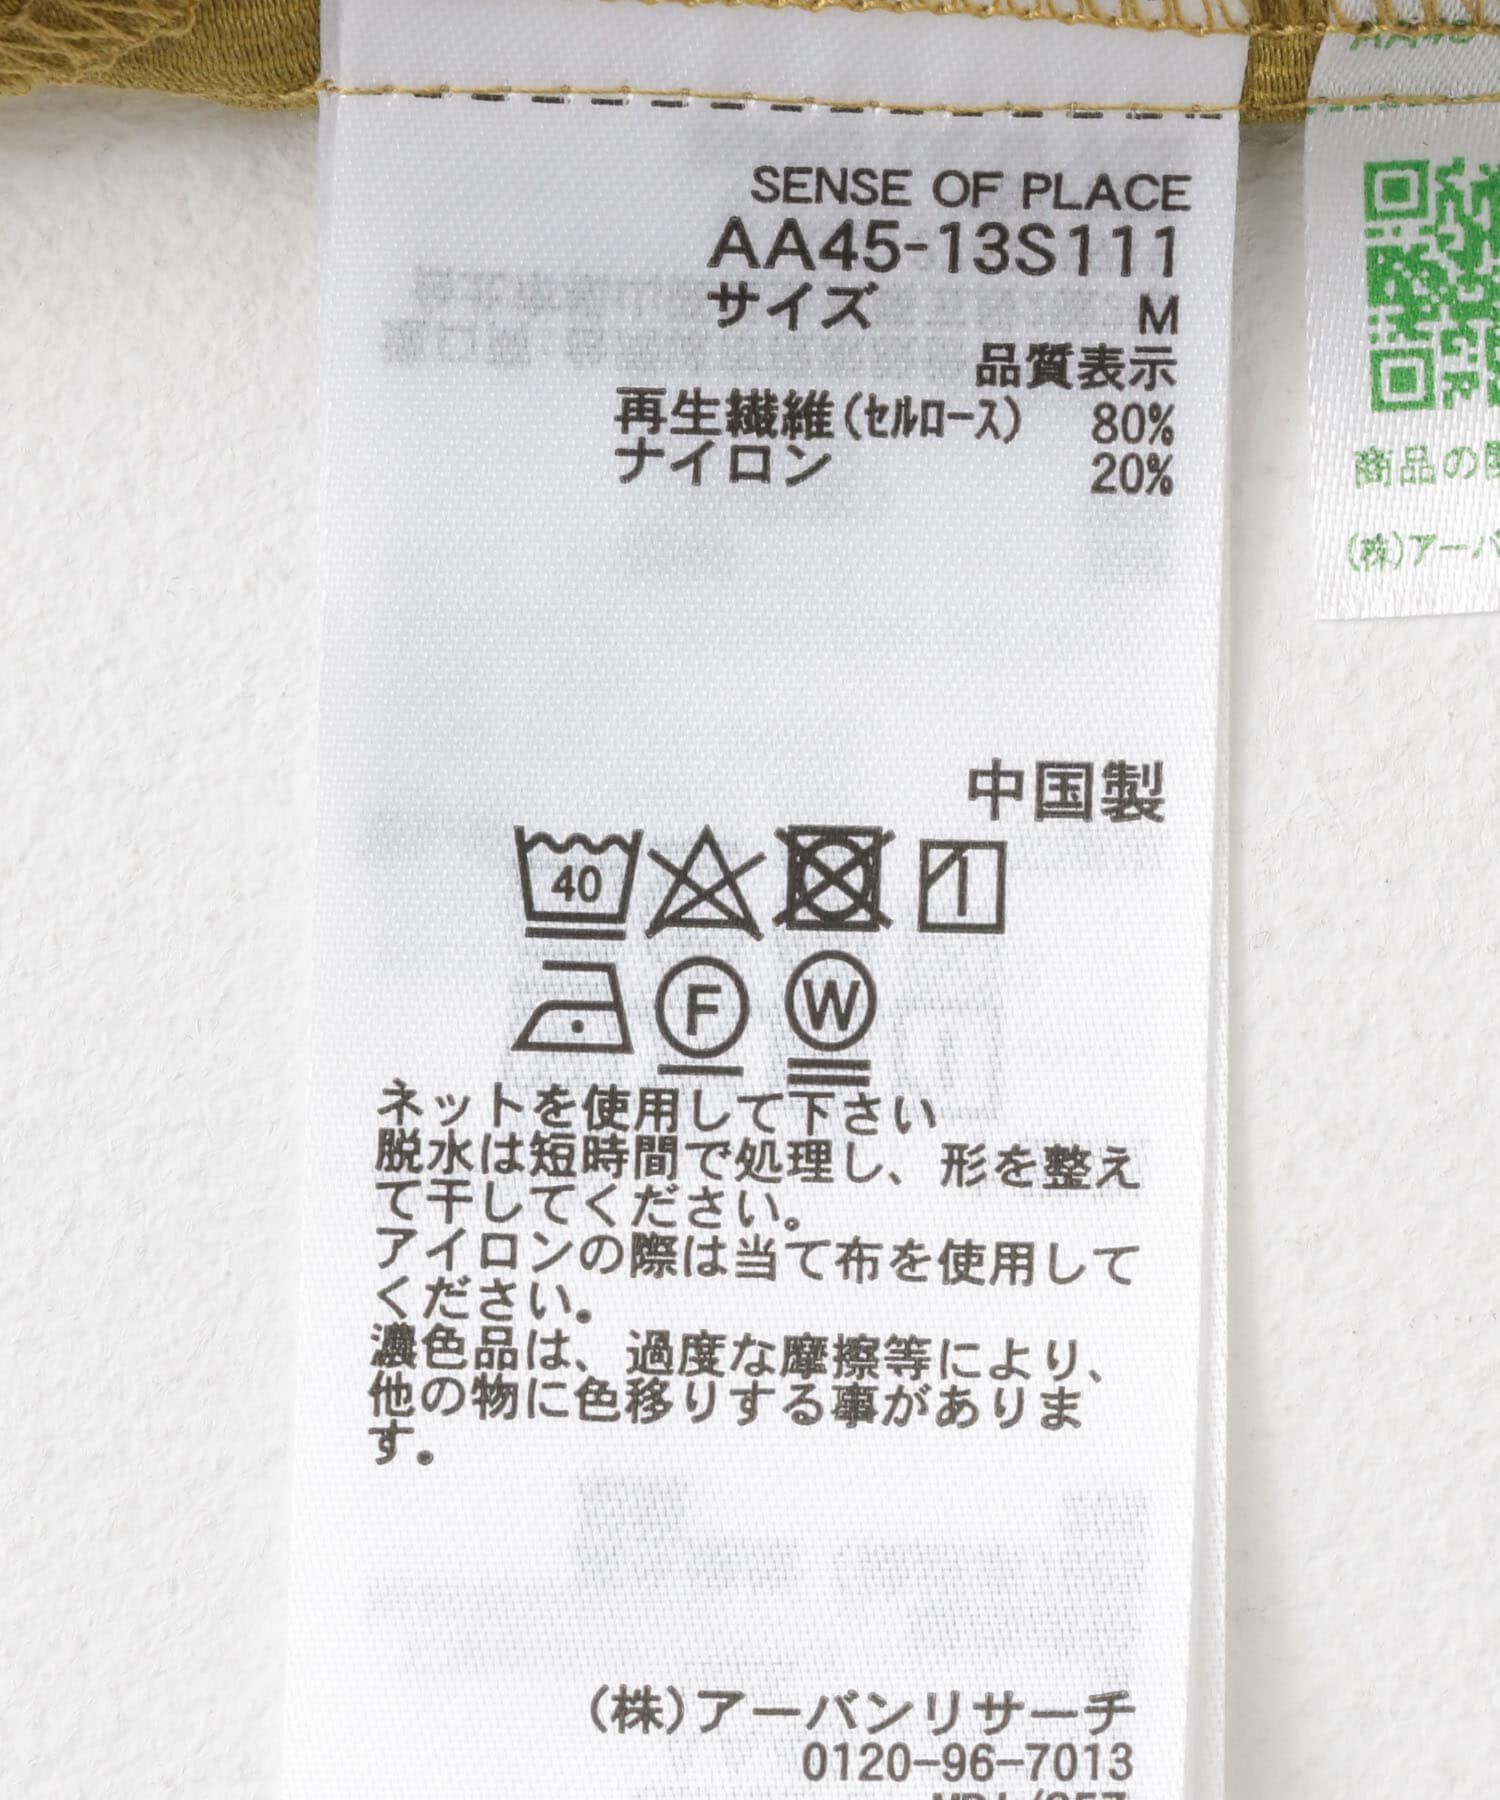 SENSE OF PLACE
AA45-13S111
サイズ M
品質表示
再生繊維(セルロース) 80%
ナイロン 20%
中国製
40
F W
ネットを使用して下さい
脱水は短時間で処理し、形を整え
て干してください。
アイロンの際は当て布を使用して
ください。
濃色品は、過度な摩擦等により、
他の物に色移りする事がありま
す。
(株)アーバンリサーチ
0120-96-7013
商品の
(株)アーバ